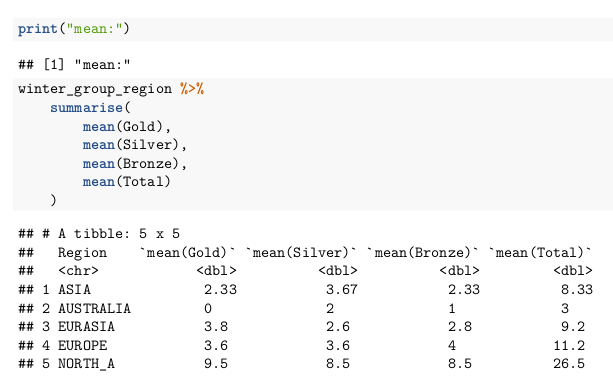 print("mean:")
## [1] "mean:"
winter_group_region %>%
    summarise(
        mean(Gold),
        mean(Silver),
        mean(Bronze),
        mean(Total)
    )
## # A tibble: 5 x 5
##   Region    `mean(Gold)` `mean(Silver)` `mean(Bronze)` `mean(Total)`
##   <chr>            <dbl>          <dbl>          <dbl>         <dbl>
## 1 ASIA              2.33           3.67           2.33          8.33
## 2 AUSTRALIA         0              2              1             3
## 3 EURASIA           3.8            2.6            2.8           9.2
## 4 EUROPE            3.6            3.6            4            11.2
## 5 NORTH_A           9.5            8.5            8.5          26.5